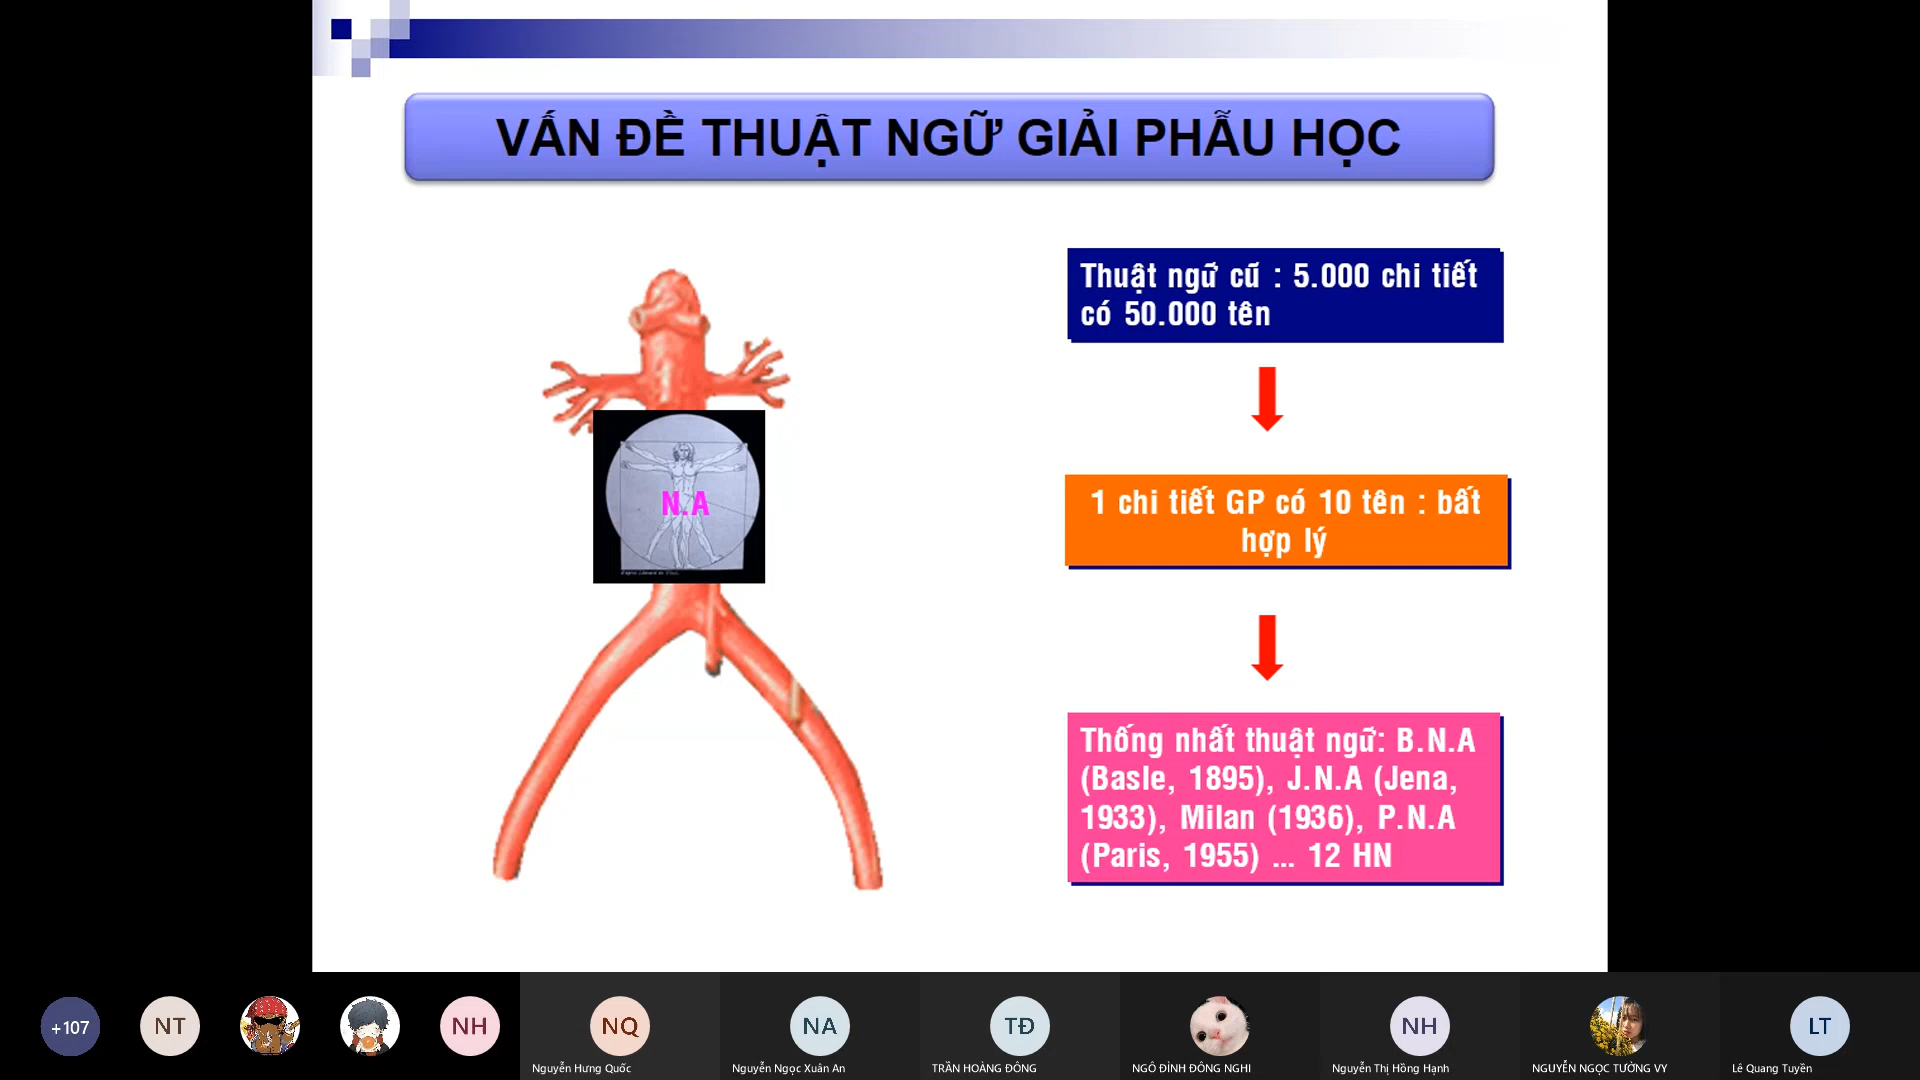 VẤN ĐỀ THUẬT NGỮ GIẢI PHẪU HỌC
Thuật ngữ cũ : 5.000 chi tiết
có 50.000 tên
1 chi tiết GP có 10 tên : bất
hợp lý
N.A
Thống nhất thuật ngữ: B.N.A
(Basle, 1895), J.N.A (Jena,
1933), Milan (1936), P.N.A
(Paris, 1955) ... 12 HN
+107
NT
NH
NQ
NA
TĐ
NH
LT
Nguyễn Hưng Quốc
Nguyễn Ngọc Xuân An
TRẦN HOÀNG ĐÔNG
NGÔ ĐÌNH ĐÔNG NGHI
Nguyễn Thị Hồng Hạnh
NGUYỄN NGỌC TƯỜNG VY
Lê Quang Tuyền